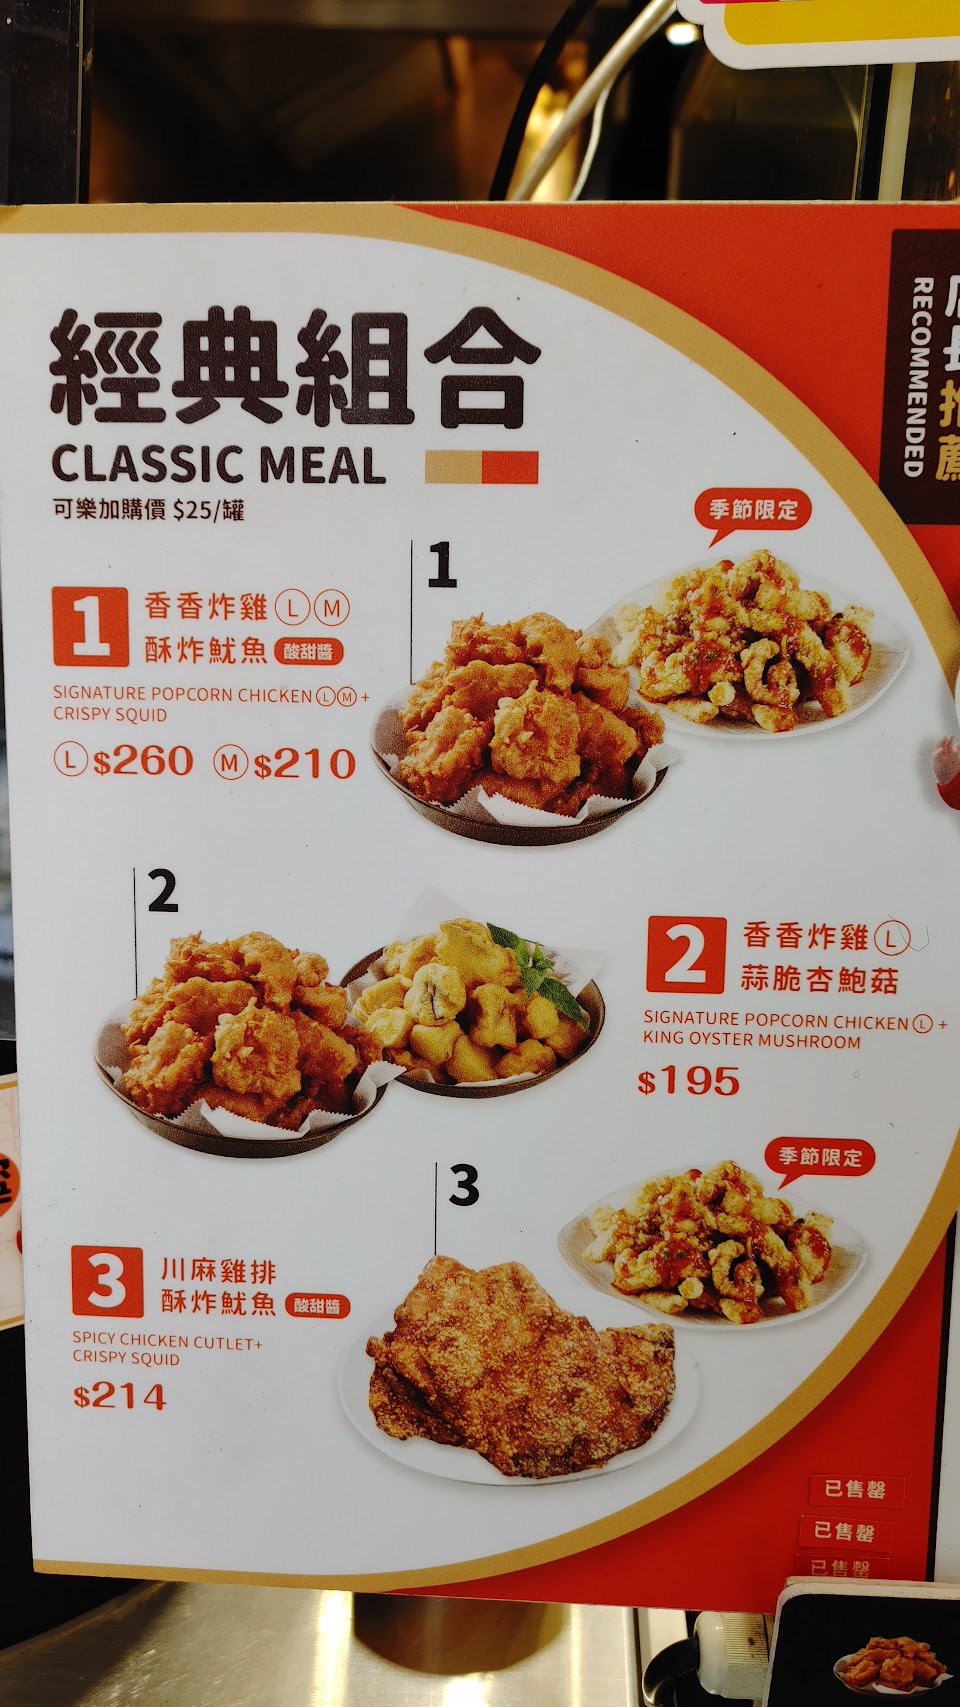 經典組合
CLASSIC MEAL
可樂加購價 $25/罐
1
季節限定
1 香香炸雞 Ⓛ Ⓜ
酥炸魷魚 酸甜醬
SIGNATURE POPCORN CHICKEN Ⓛ Ⓜ +
CRISPY SQUID
Ⓛ $260 Ⓜ $210
2
2 香香炸雞 Ⓛ
蒜脆杏鮑菇
SIGNATURE POPCORN CHICKEN Ⓛ +
KING OYSTER MUSHROOM
$195
3
季節限定
3 川麻雞排
酥炸魷魚 酸甜醬
SPICY CHICKEN CUTLET+
CRISPY SQUID
$214
RECOMMENDED
已售罄
已售罄
已售罄